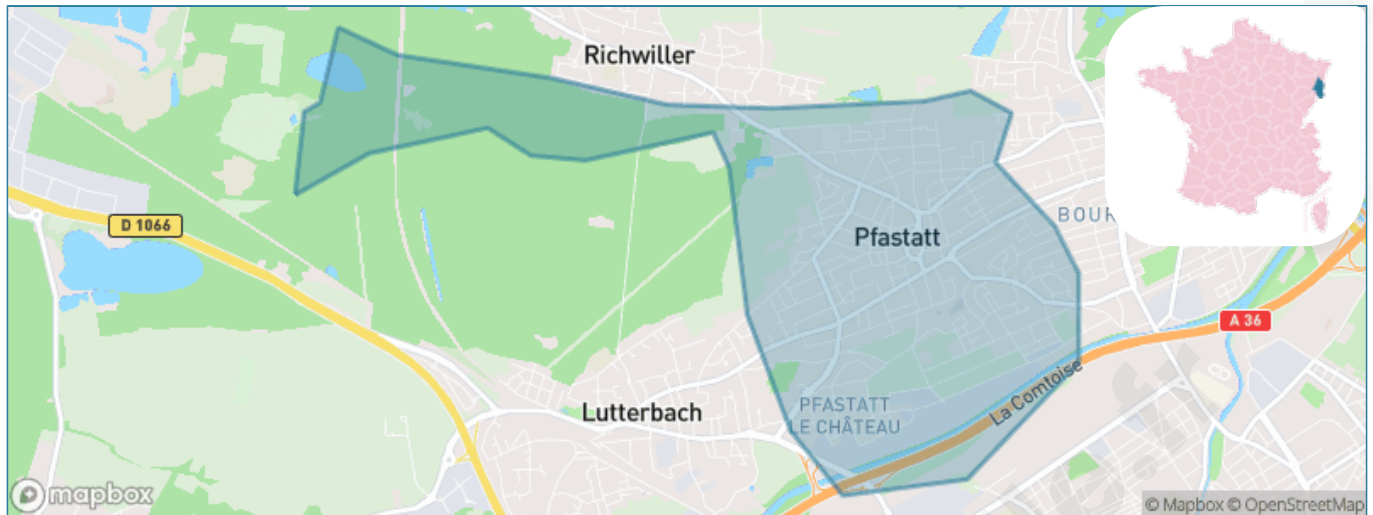 Richwiller
D 1066
Pfastatt
BOUR
A 36
La Comtoise
PFASTATT
LE CHÂTEAU
Lutterbach
mapbox
© Mapbox © OpenStreetMap